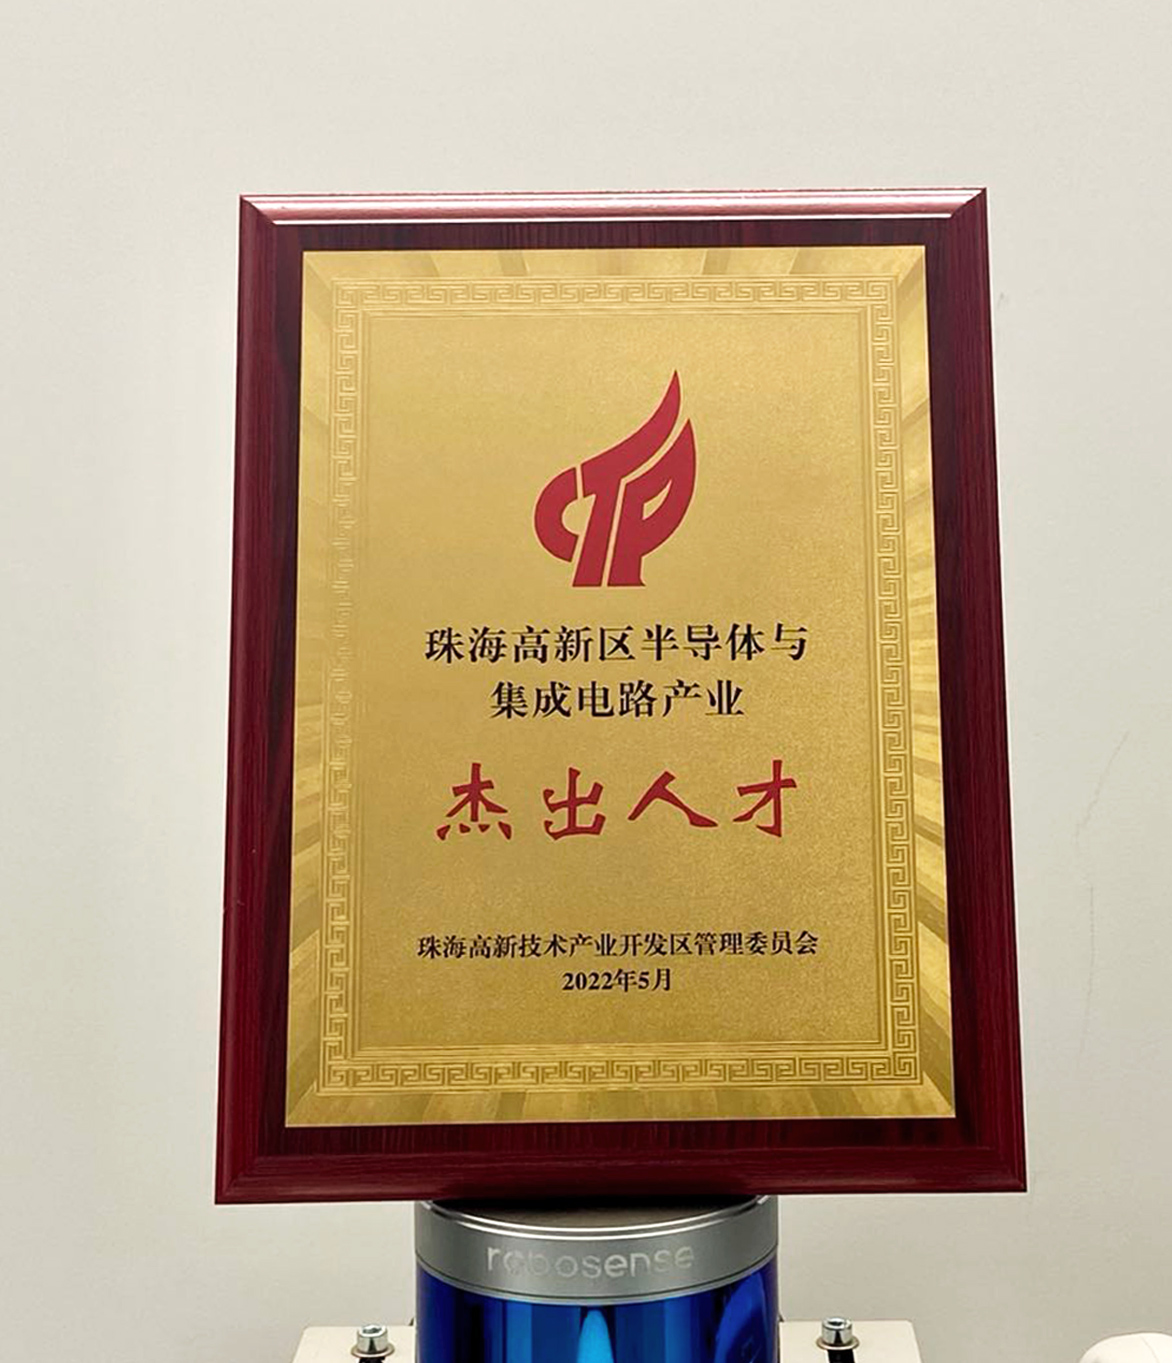 CTP
珠海高新区半导体与
集成电路产业
杰出人才
珠海高新技术产业开发区管理委员会
2022年5月
robosense